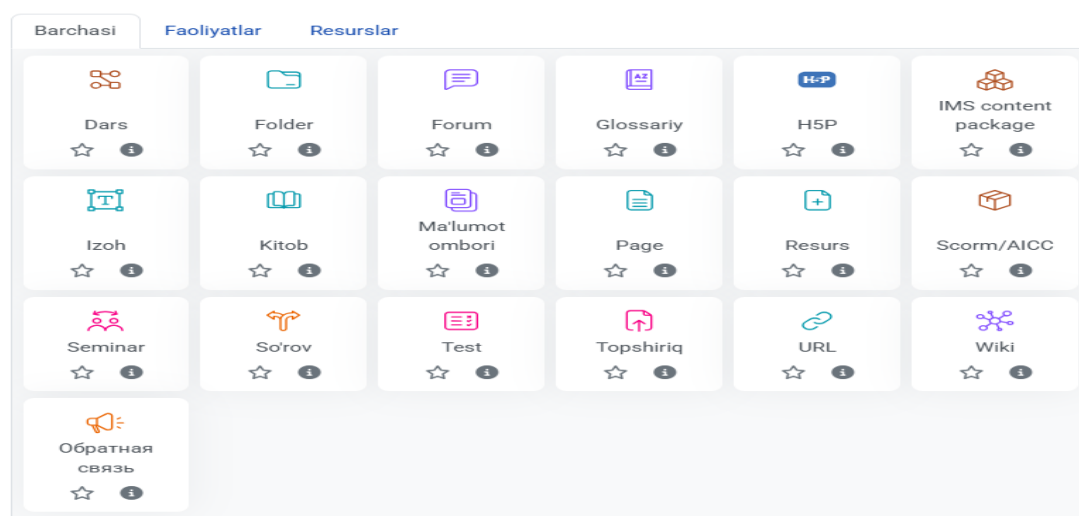 Barchasi Faoliyatlar Resurslar
Dars
Folder
Forum
Glossariy
H-P
H5P
IMS content
package
Izoh
Kitob
Ma'lumot
ombori
Page
Resurs
Scorm/AICC
Seminar
So'rov
Test
Topshiriq
URL
Wiki
Обратная
связь